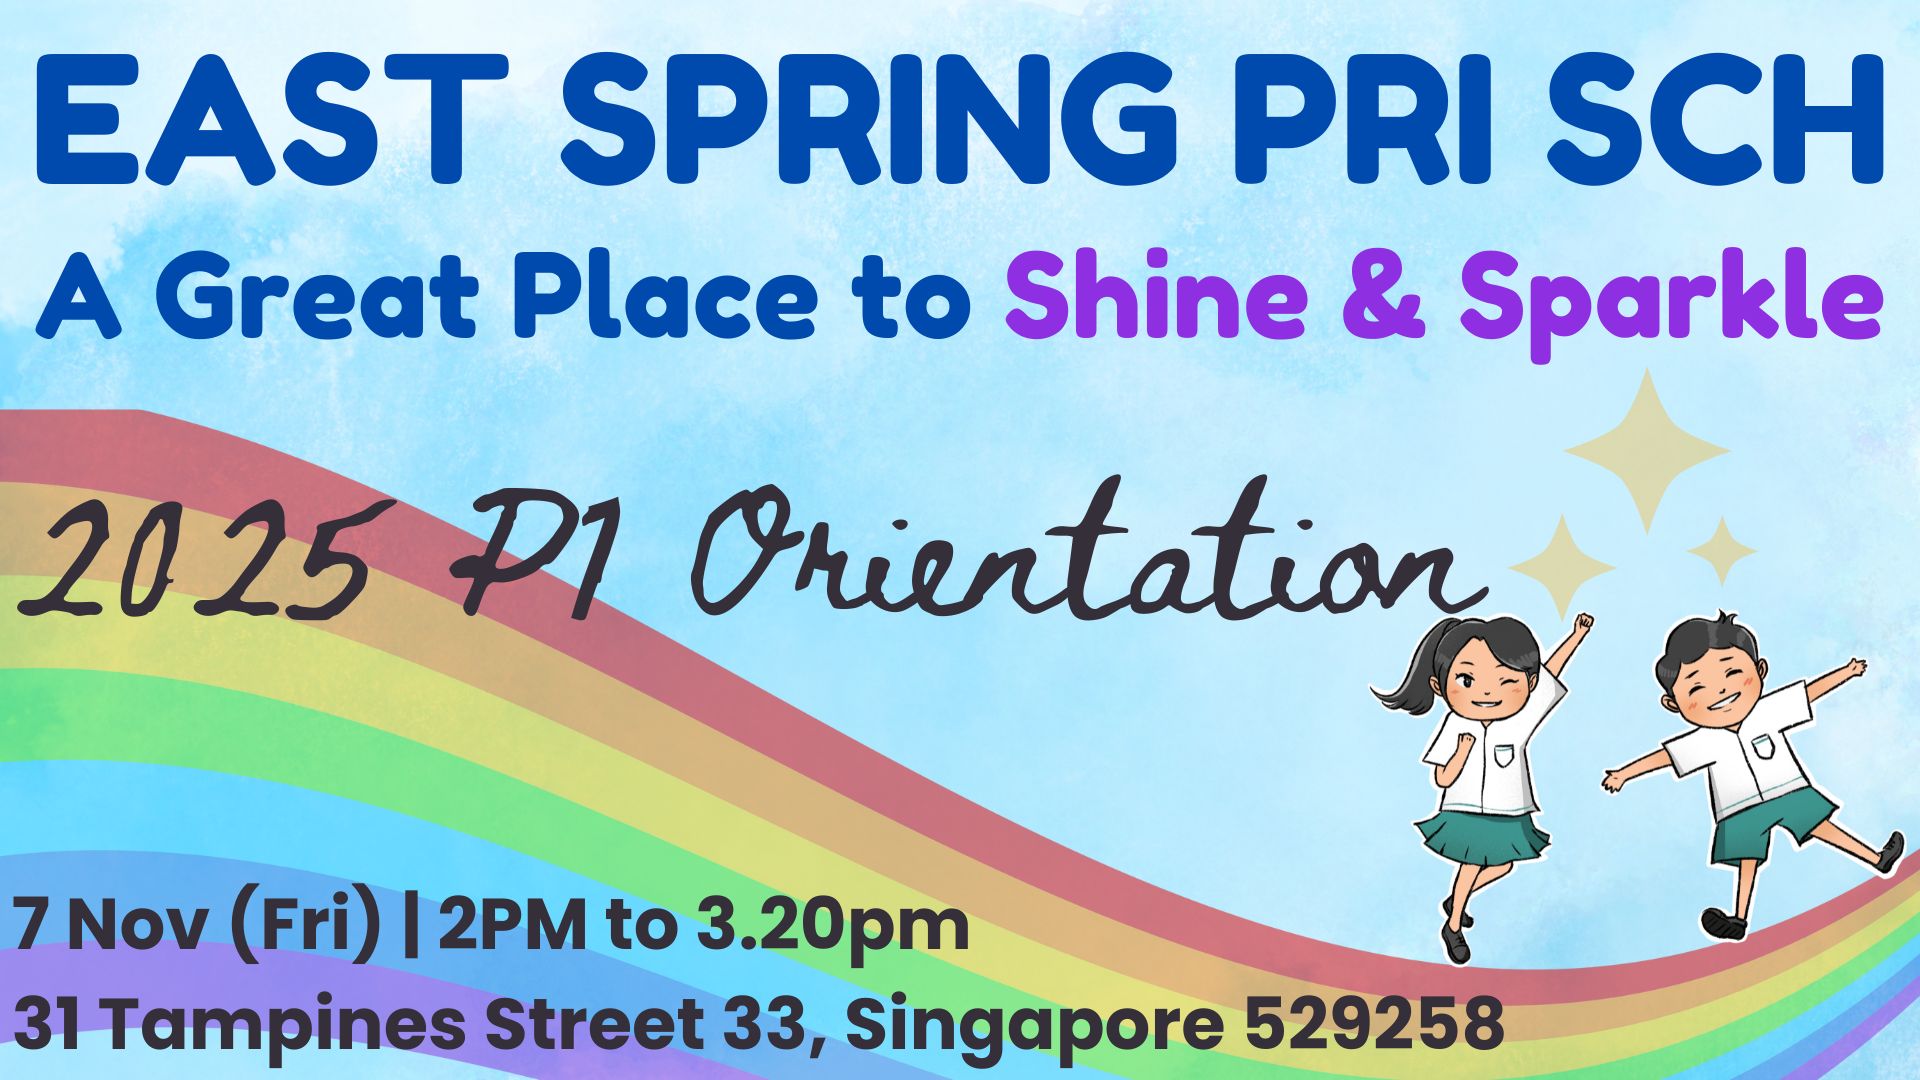 EAST SPRING PRI SCH
A Great Place to Shine & Sparkle
2025 P1 Orientation
7 Nov (Fri) | 2PM to 3.20pm
31 Tampines Street 33, Singapore 529258